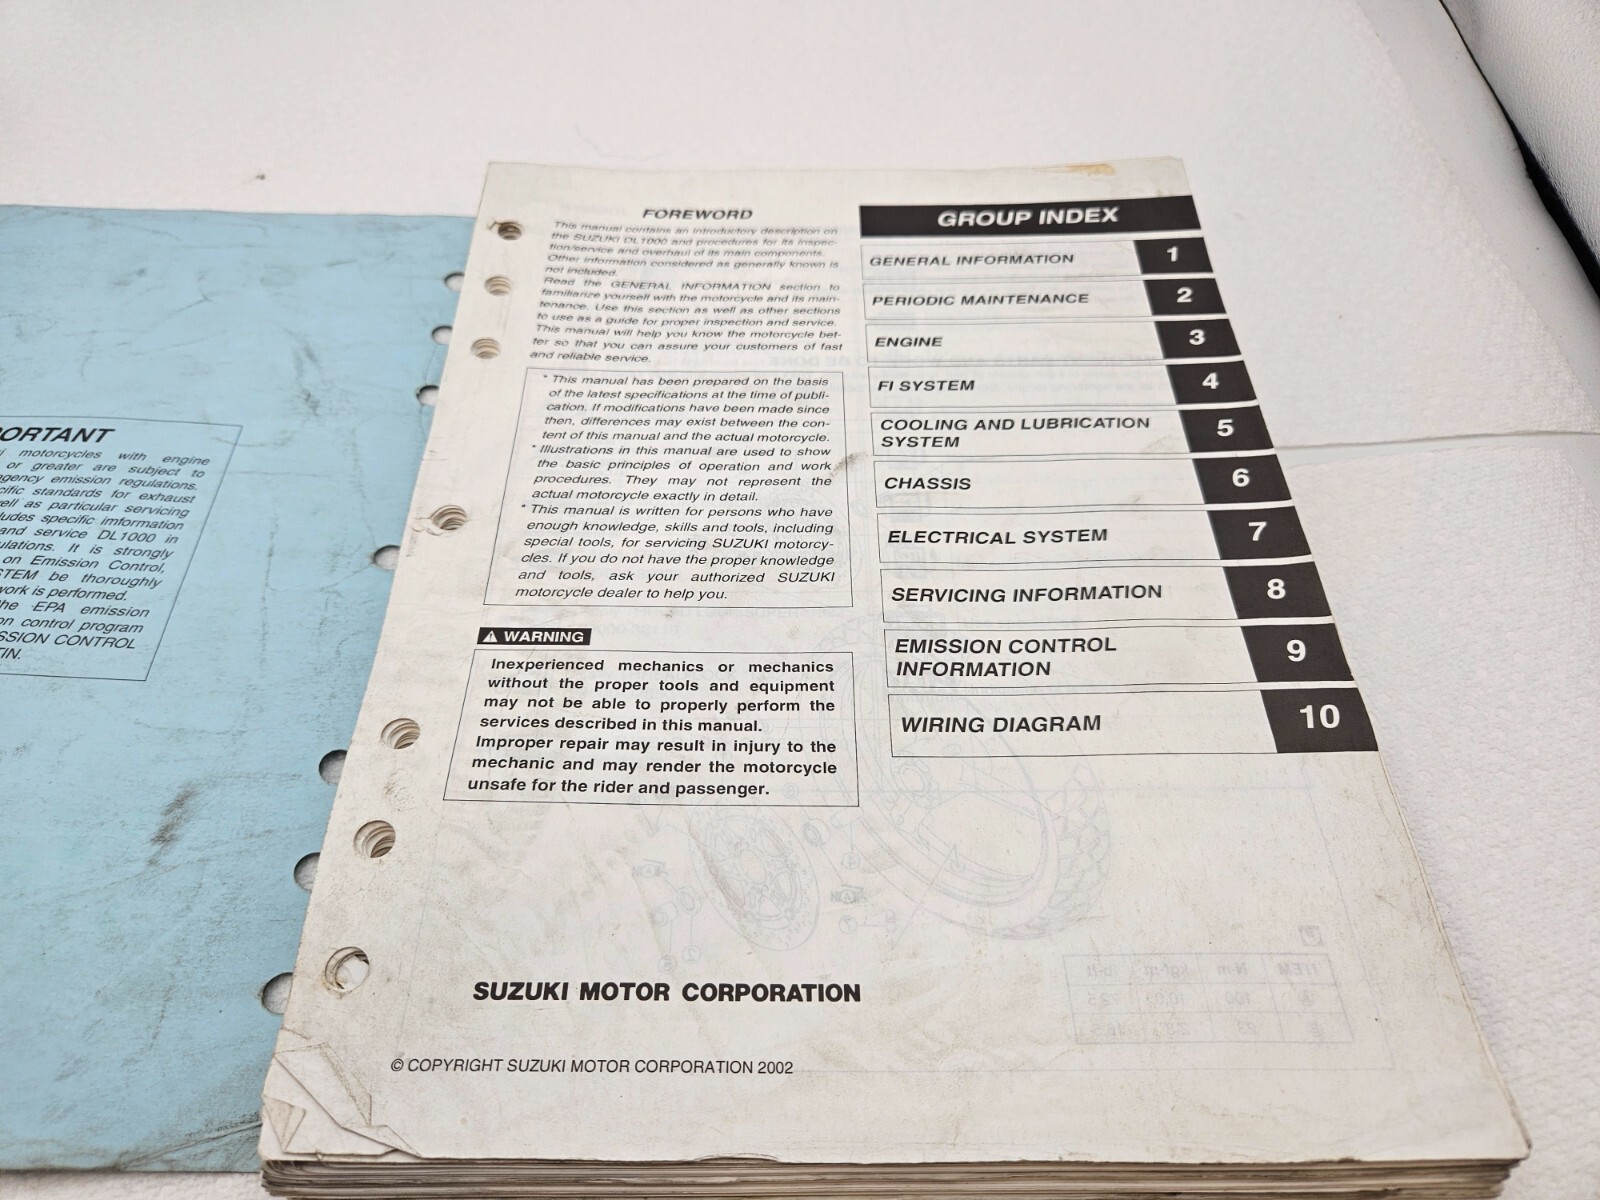 PORTANT
motorcycles with engine
or greater are subject to
gency emission regulations.
cific standards for exhaust
ell as particular servicing
udes specific imformation
and service DL1000 in
ulations. It is strongly
on Emission Control,
STEM be thoroughly
work is performed.
he EPA emission
on control program
SSION CONTROL
TIN.
FOREWORD
This manual contains an introductory description on
the SUZUKI DL1000 and procedures for its inspec-
tion/service and overhaul of its main components.
Other information considered as generally known is
not included.
Read the GENERAL INFORMATION section to
familiarize yourself with the motorcycle and its main-
tenance. Use this section as well as other sections
to use as a guide for proper inspection and service.
This manual will help you know the motorcycle bet-
ter so that you can assure your customers of fast
and reliable service.
* This manual has been prepared on the basis
of the latest specifications at the time of publi-
cation. If modifications have been made since
then, differences may exist between the con-
tent of this manual and the actual motorcycle.
* Illustrations in this manual are used to show
the basic principles of operation and work
procedures. They may not represent the
actual motorcycle exactly in detail.
* This manual is written for persons who have
enough knowledge, skills and tools, including
special tools, for servicing SUZUKI motorcy-
cles. If you do not have the proper knowledge
and tools, ask your authorized SUZUKI
motorcycle dealer to help you.
WARNING
Inexperienced mechanics or mechanics
without the proper tools and equipment
may not be able to properly perform the
services described in this manual.
Improper repair may result in injury to the
mechanic and may render the motorcycle
unsafe for the rider and passenger.
SUZUKI MOTOR CORPORATION
© COPYRIGHT SUZUKI MOTOR CORPORATION 2002
GROUP INDEX
GENERAL INFORMATION 1
PERIODIC MAINTENANCE 2
ENGINE 3
FI SYSTEM 4
COOLING AND LUBRICATION
SYSTEM 5
CHASSIS 6
ELECTRICAL SYSTEM 7
SERVICING INFORMATION 8
EMISSION CONTROL
INFORMATION 9
WIRING DIAGRAM 10